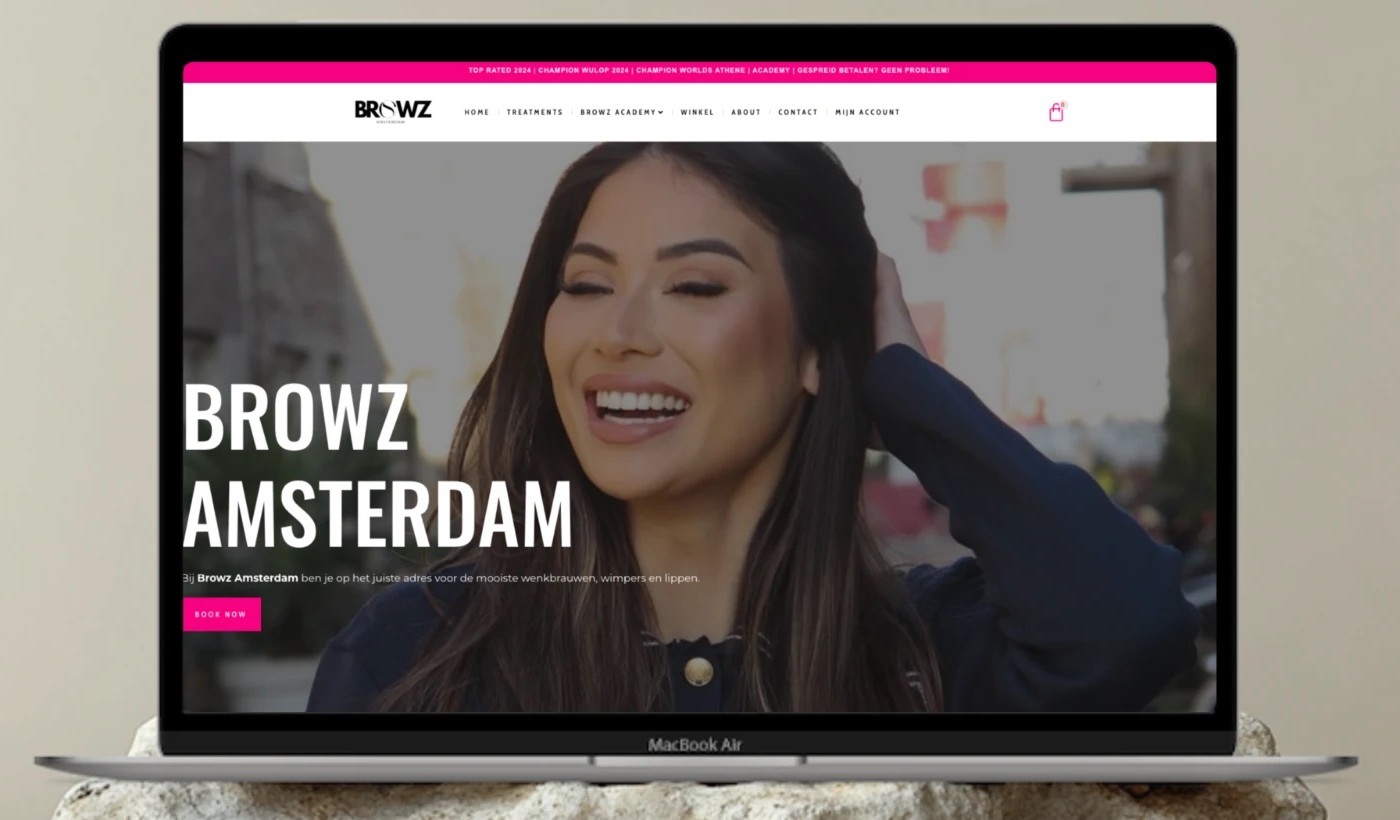 TOP RATED 2024 | CHAMPION WULOP 2024 | CHAMPION WORLDS ATHENE | ACADEMY | GESPREID BETALEN? GEEN PROBLEEM!
BROWZ
AMSTERDAM
HOME
TREATMENTS
BROWZ ACADEMY
WINKEL
ABOUT
CONTACT
MIJN ACCOUNT
0
BROWZ
AMSTERDAM
Bij Browz Amsterdam ben je op het juiste adres voor de mooiste wenkbrauwen, wimpers en lippen.
BOOK NOW
MacBook Air